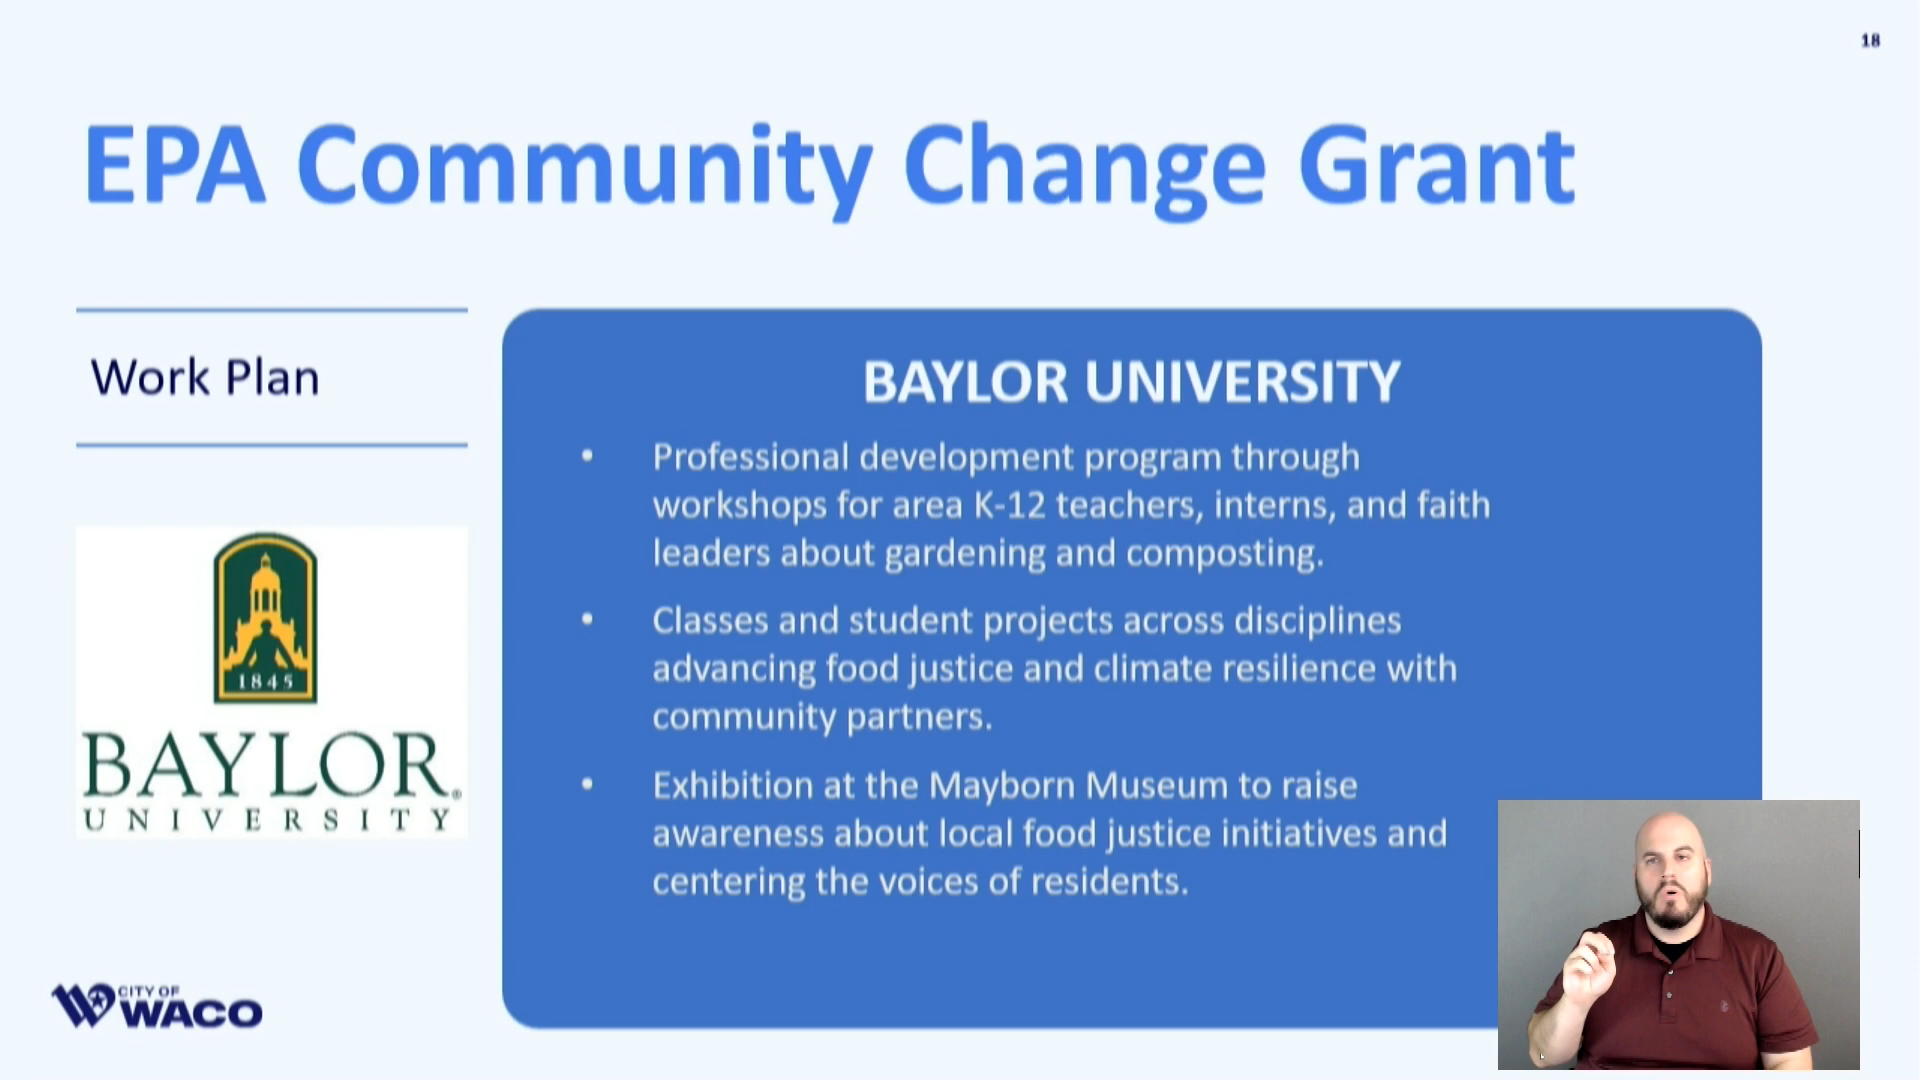 18
EPA Community Change Grant
Work Plan
1845
BAYLOR®
UNIVERSITY
CITY OF
WACO
BAYLOR UNIVERSITY
• Professional development program through
workshops for area K-12 teachers, interns, and faith
leaders about gardening and composting.
• Classes and student projects across disciplines
advancing food justice and climate resilience with
community partners.
• Exhibition at the Mayborn Museum to raise
awareness about local food justice initiatives and
centering the voices of residents.